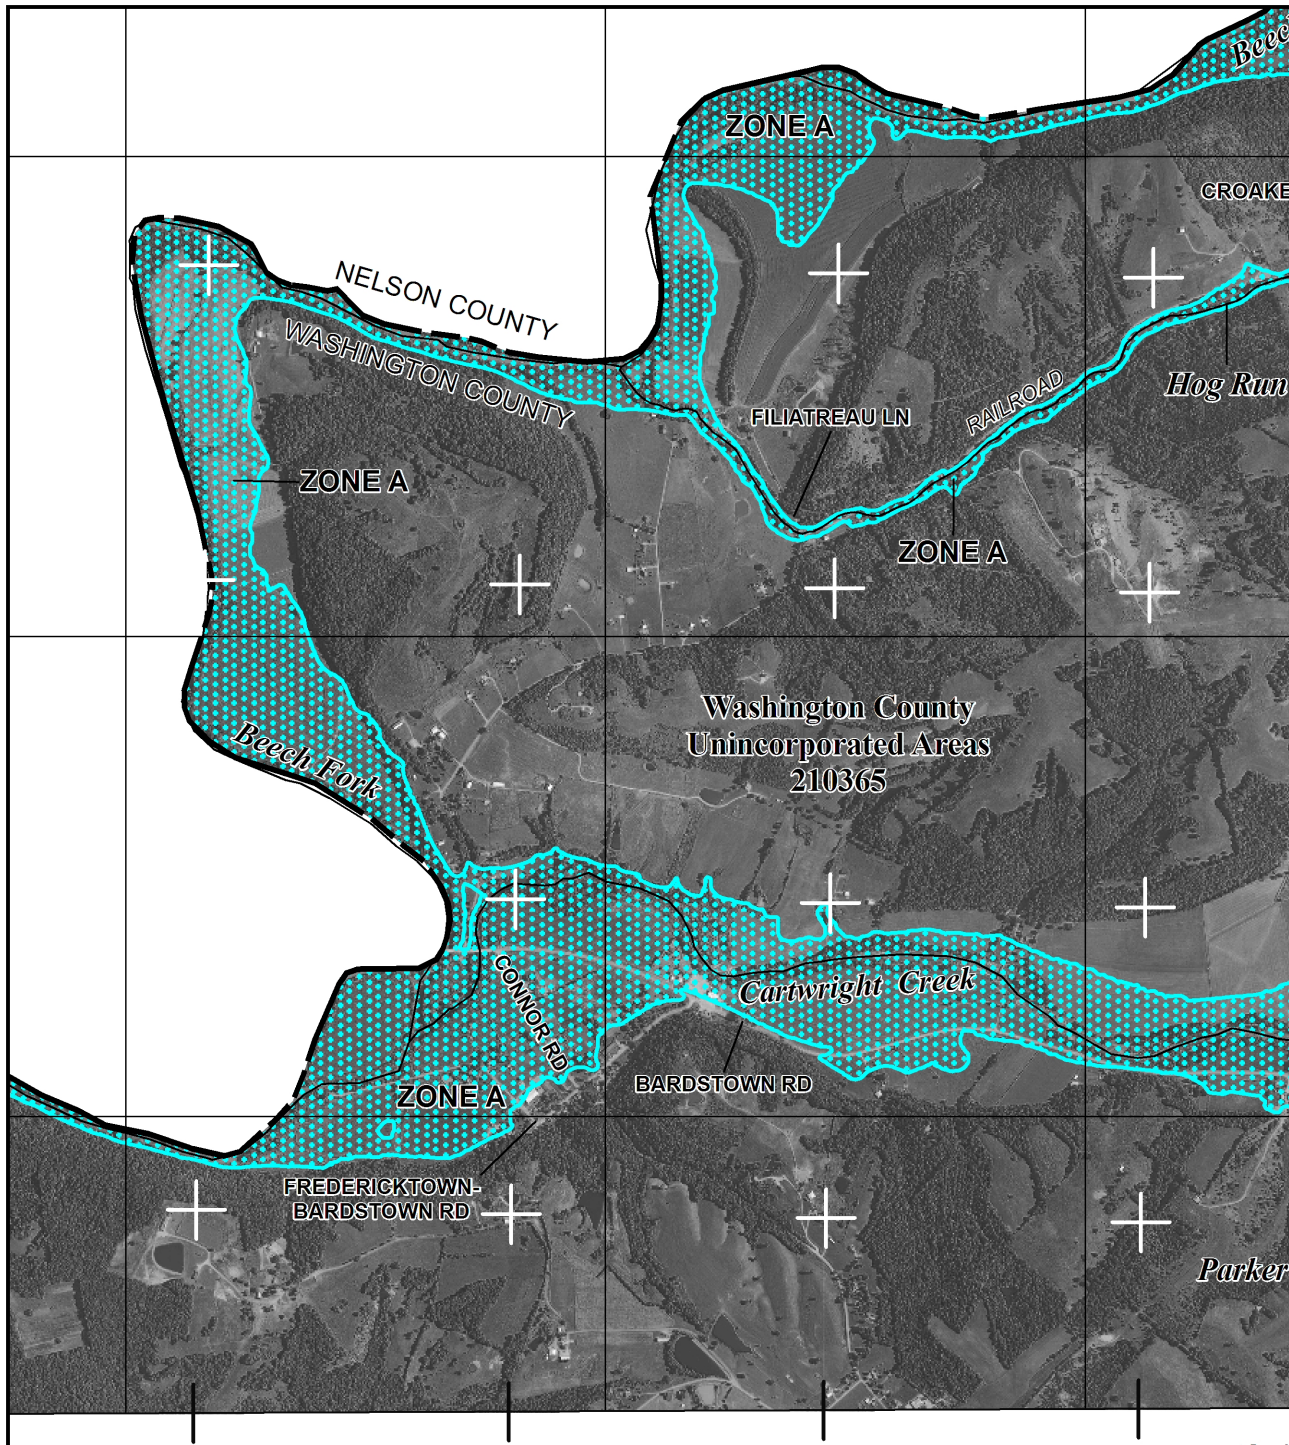 Beec
ZONE A
CROAKE
NELSON COUNTY
WASHINGTON COUNTY
Hog Run
RAILROAD
FILIATREAU LN
ZONE A
ZONE A
Washington County
Unincorporated Areas
210365
Beech Fork
CONNOR RD
Cartwright Creek
BARDSTOWN RD
ZONE A
FREDERICKTOWN-
BARDSTOWN RD
Parker